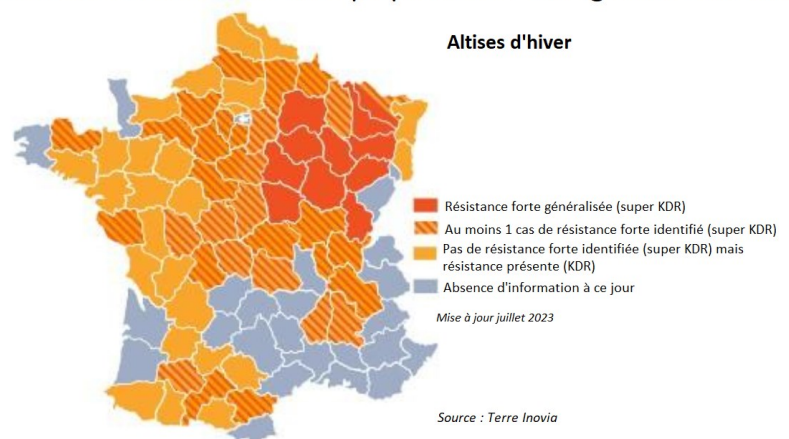 Altises d'hiver
Résistance forte généralisée (super KDR)
Au moins 1 cas de résistance forte identifié (super KDR)
Pas de résistance forte identifiée (super KDR) mais
résistance présente (KDR)
Absence d'information à ce jour
Mise à jour juillet 2023
Source : Terre Inovia